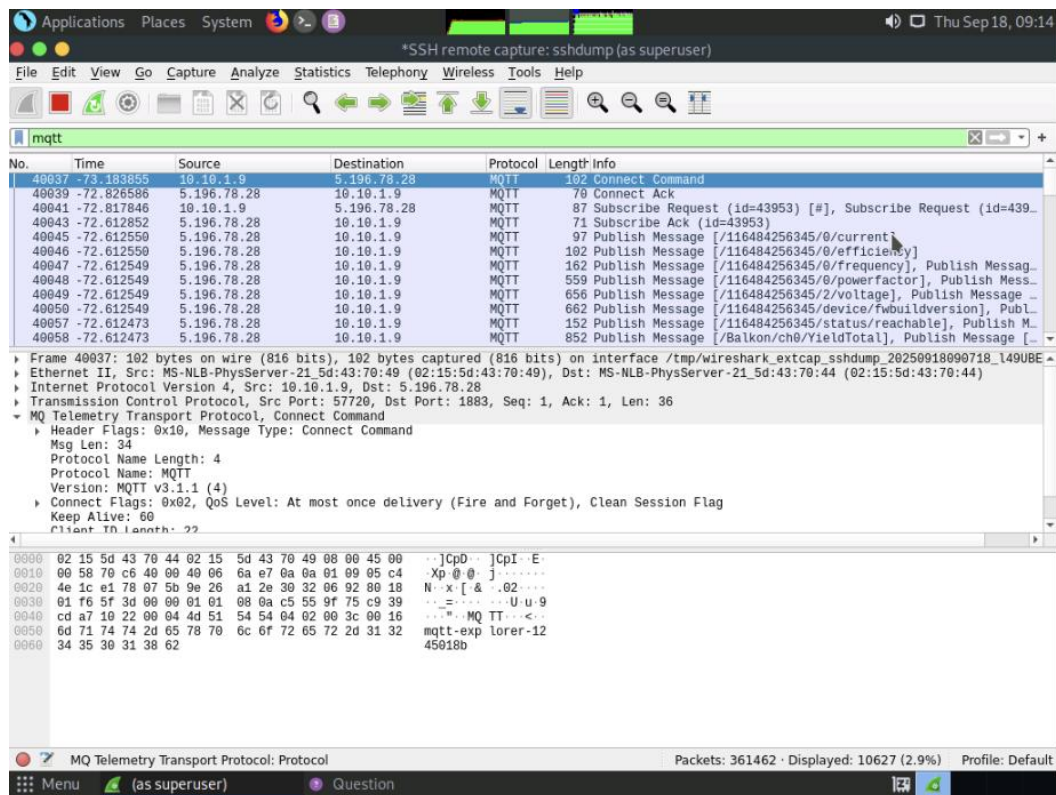 Applications Places System Thu Sep 18, 09:14
*SSH remote capture: sshdump (as superuser)
File Edit View Go Capture Analyze Statistics Telephony Wireless Tools Help
mqtt
No. Time Source Destination Protocol Length Info
40037 -73.183855 10.10.1.9 5.196.78.28 MQTT 102 Connect Command
40039 -72.826586 5.196.78.28 10.10.1.9 MQTT 70 Connect Ack
40041 -72.817846 10.10.1.9 5.196.78.28 MQTT 87 Subscribe Request (id=43953) [#], Subscribe Request (id=439…
40043 -72.612852 5.196.78.28 10.10.1.9 MQTT 71 Subscribe Ack (id=43953)
40045 -72.612550 5.196.78.28 10.10.1.9 MQTT 97 Publish Message [/116484256345/0/current]
40046 -72.612550 5.196.78.28 10.10.1.9 MQTT 102 Publish Message [/116484256345/0/efficiency]
40047 -72.612549 5.196.78.28 10.10.1.9 MQTT 162 Publish Message [/116484256345/0/frequency], Publish Messag…
40048 -72.612549 5.196.78.28 10.10.1.9 MQTT 559 Publish Message [/116484256345/0/powerfactor], Publish Mess…
40049 -72.612549 5.196.78.28 10.10.1.9 MQTT 656 Publish Message [/116484256345/2/voltage], Publish Message …
40050 -72.612549 5.196.78.28 10.10.1.9 MQTT 662 Publish Message [/116484256345/device/fwbuildversion], Publ…
40057 -72.612473 5.196.78.28 10.10.1.9 MQTT 152 Publish Message [/116484256345/status/reachable], Publish M…
40058 -72.612473 5.196.78.28 10.10.1.9 MQTT 852 Publish Message [/Balkon/ch0/YieldTotal], Publish Message […
Frame 40037: 102 bytes on wire (816 bits), 102 bytes captured (816 bits) on interface /tmp/wireshark_extcap_sshdump_20250918090718_l49UBE
Ethernet II, Src: MS-NLB-PhysServer-21_5d:43:70:49 (02:15:5d:43:70:49), Dst: MS-NLB-PhysServer-21_5d:43:70:44 (02:15:5d:43:70:44)
Internet Protocol Version 4, Src: 10.10.1.9, Dst: 5.196.78.28
Transmission Control Protocol, Src Port: 57720, Dst Port: 1883, Seq: 1, Ack: 1, Len: 36
MQ Telemetry Transport Protocol, Connect Command
Header Flags: 0x10, Message Type: Connect Command
Msg Len: 34
Protocol Name Length: 4
Protocol Name: MQTT
Version: MQTT v3.1.1 (4)
Connect Flags: 0x02, QoS Level: At most once delivery (Fire and Forget), Clean Session Flag
Keep Alive: 60
Client ID Length: 22
0000 02 15 5d 43 70 44 02 15 5d 43 70 49 08 00 45 00 ··]CpD·· ]CpI··E·
0010 00 58 70 c6 40 00 40 06 6a e7 0a 0a 01 09 05 c4 ·Xp·@·@· j·······
0020 4e 1c e1 78 07 5b 9e 26 a1 2e 30 32 06 92 80 18 N··x·[·& ·.02····
0030 01 f6 5f 3d 00 00 01 01 08 0a c5 55 9f 75 c9 39 ··_=···· ···U·u·9
0040 cd a7 10 22 00 04 4d 51 54 54 04 02 00 3c 00 16 ···"··MQ TT···<··
0050 6d 71 74 74 2d 65 78 70 6c 6f 72 65 72 2d 31 32 mqtt-exp lorer-12
0060 34 35 30 31 38 62 45018b
MQ Telemetry Transport Protocol: Protocol Packets: 361462 · Displayed: 10627 (2.9%) Profile: Default
Menu (as superuser) Question